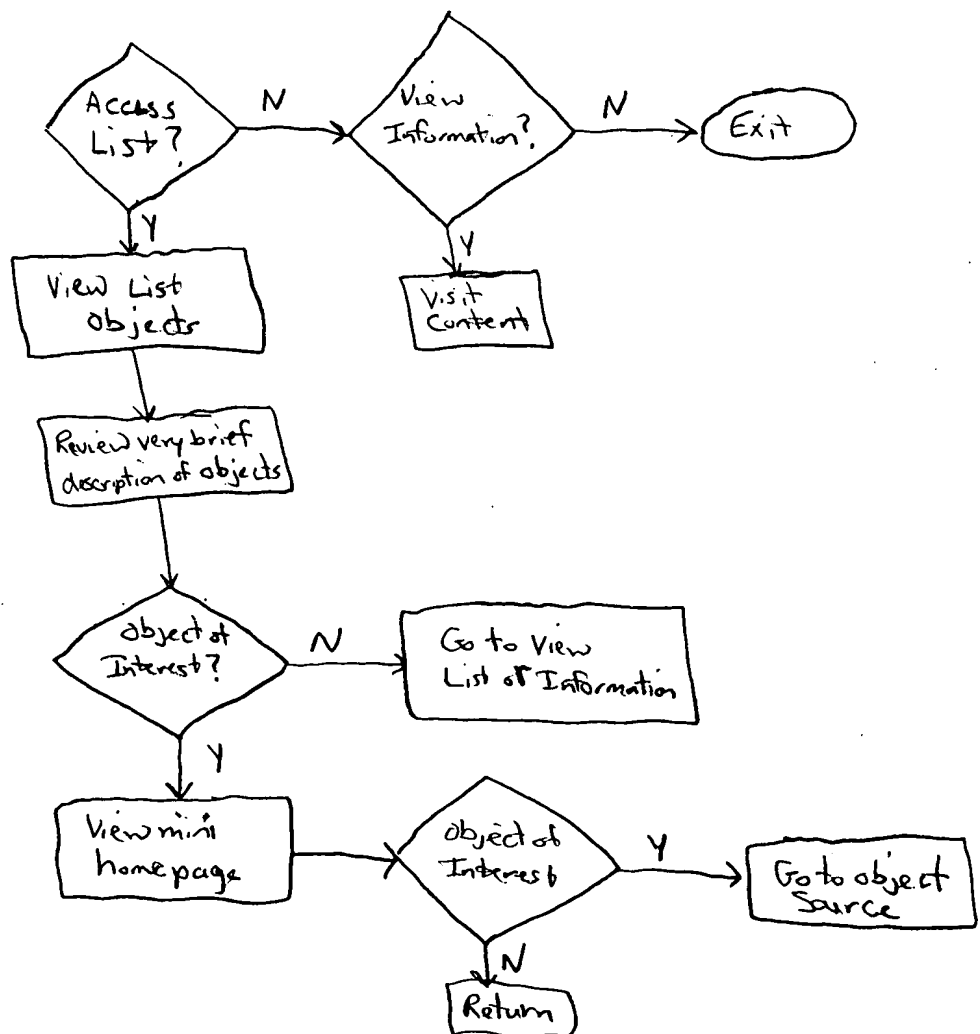 Access
List?
N
View
Information?
N
Exit
Y
Y
View List
Objects
Visit
Content
Review very brief
description of objects
Object of
Interest?
N
Go to View
List or Information
Y
View mini
homepage
Object of
Interest
Y
Go to object
Source
N
Return